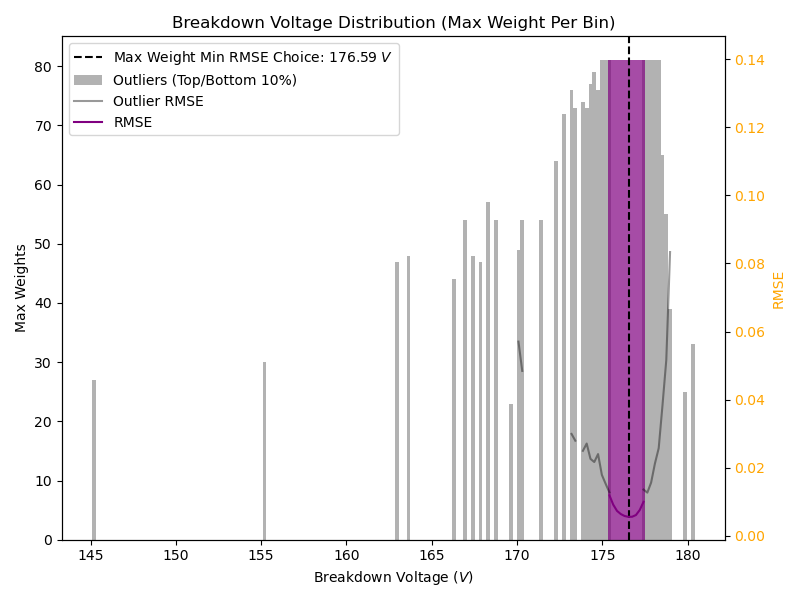 Breakdown Voltage Distribution (Max Weight Per Bin)
Max Weight Min RMSE Choice: 176.59 V
Outliers (Top/Bottom 10%)
Outlier RMSE
RMSE
Max Weights
80
70
60
50
40
30
20
10
0
0.14
0.12
0.10
0.08
0.06
0.04
0.02
0.00
RMSE
145 150 155 160 165 170 175 180
Breakdown Voltage (V)